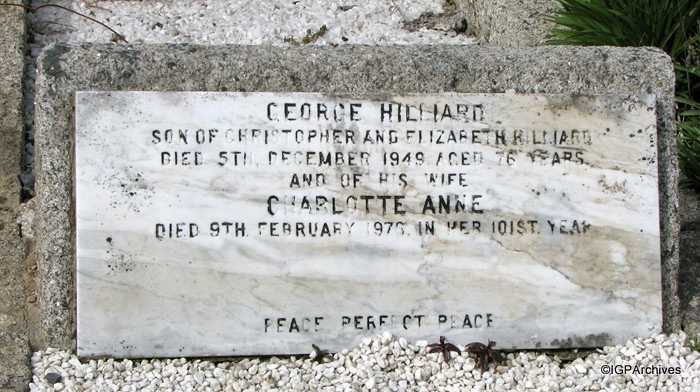 GEORGE HILLIARD
SON OF CHRISTOPHER AND ELIZABETH HILLIARD
DIED 5TH. DECEMBER 1949 AGED 76 YEARS.
AND OF HIS WIFE
CHARLOTTE ANNE
DIED 9TH. FEBRUARY IN HER 101ST. YEAR
PEACE PERFECT PEACE
©IGPArchives